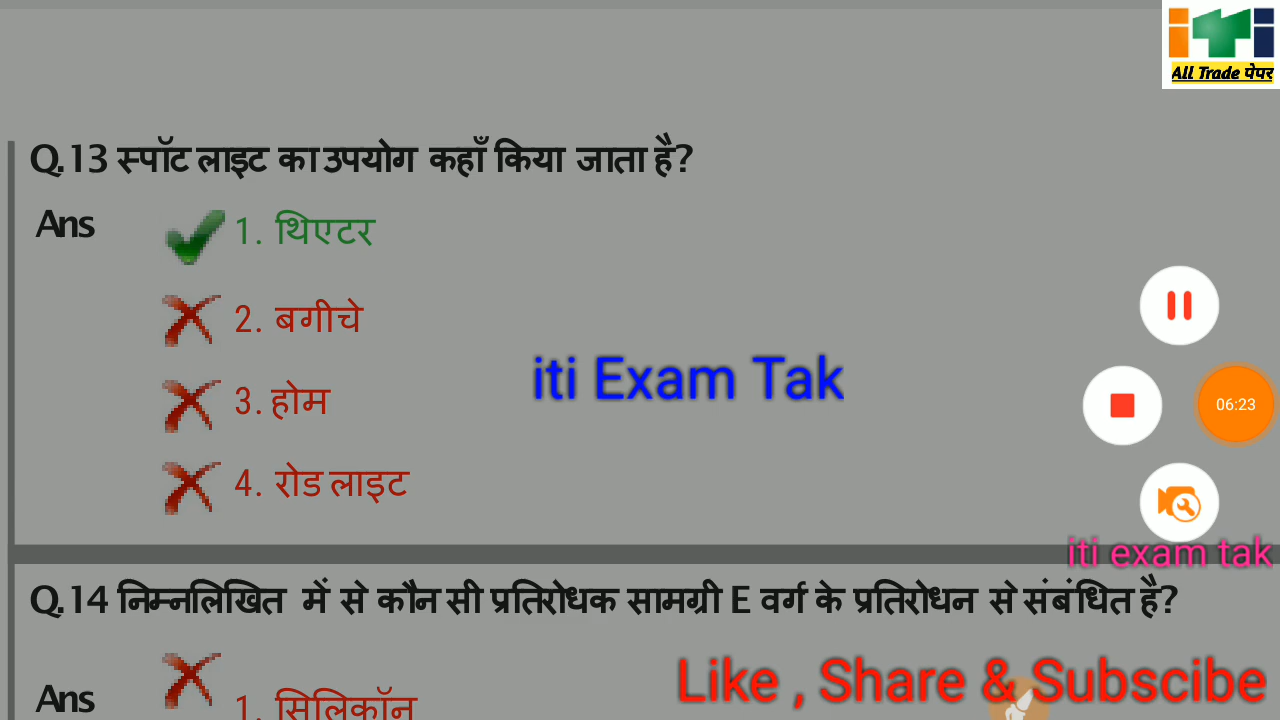 iTi
All Trade पेपर
Q.13 स्पॉट लाइट का उपयोग कहाँ किया जाता है?
Ans
1. थिएटर
2. बगीचे
3. होम
4. रोड लाइट
iti Exam Tak
06:23
iti exam tak
Q.14 निम्नलिखित में से कौन सी प्रतिरोधक सामग्री E वर्ग के प्रतिरोधन से संबंधित है?
Ans
1. सिलिकॉन
Like , Share & Subscibe